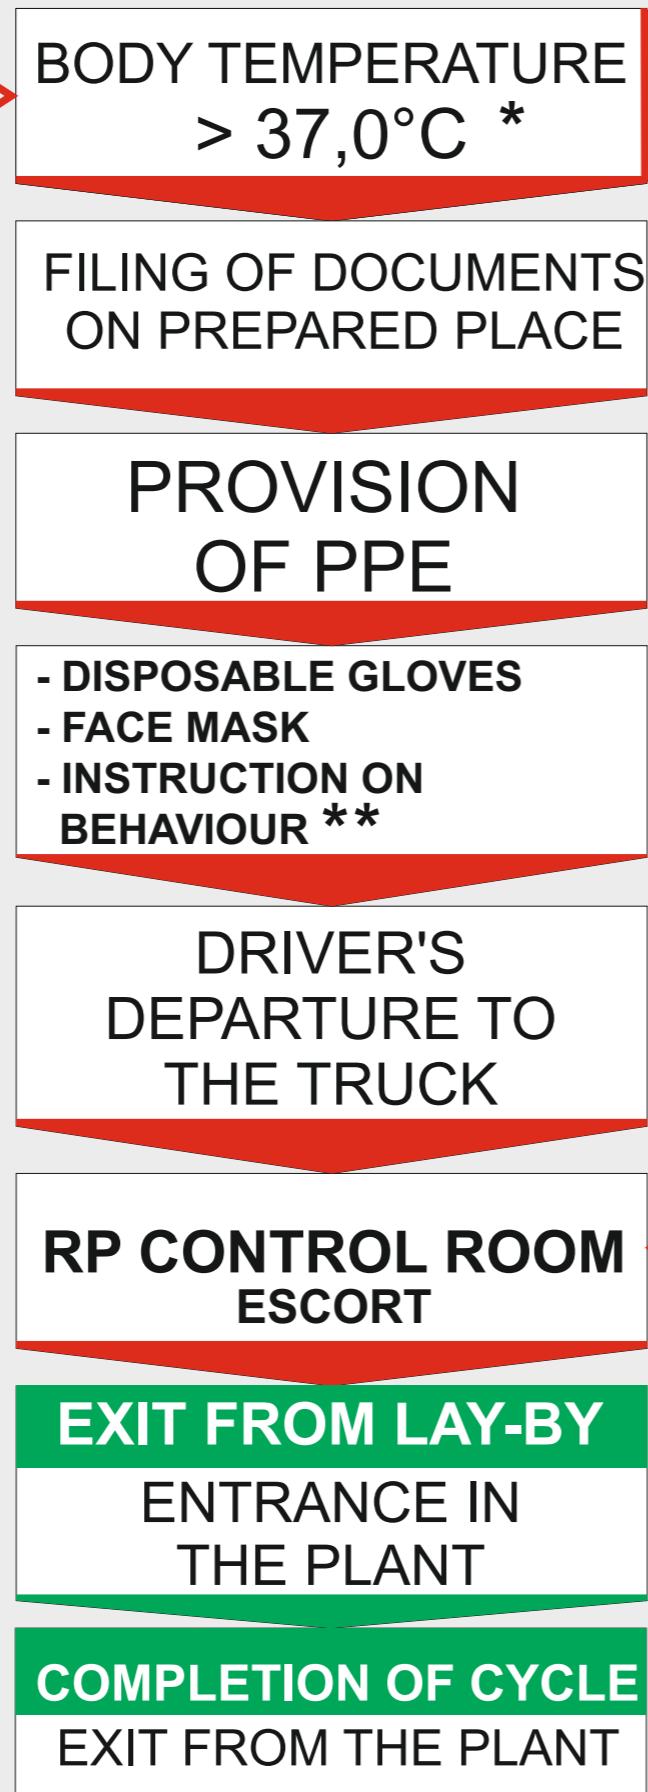 BODY TEMPERATURE
> 37,0°C *
FILING OF DOCUMENTS
ON PREPARED PLACE
PROVISION
OF PPE
- DISPOSABLE GLOVES
- FACE MASK
- INSTRUCTION ON
BEHAVIOUR **
DRIVER'S
DEPARTURE TO
THE TRUCK
RP CONTROL ROOM
ESCORT
EXIT FROM LAY-BY
ENTRANCE IN
THE PLANT
COMPLETION OF CYCLE
EXIT FROM THE PLANT